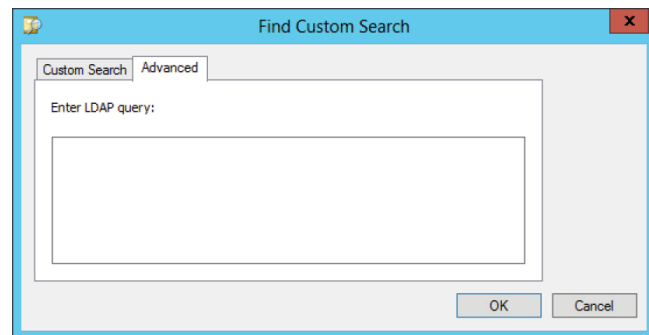 Find Custom Search
x
Custom Search Advanced
Enter LDAP query:
OK Cancel